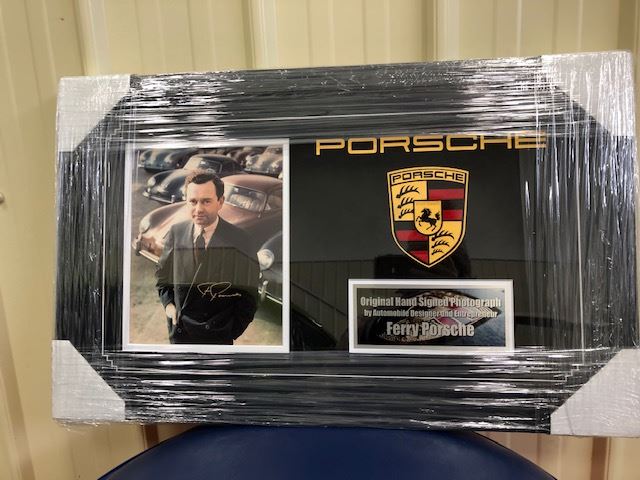 PORSCHE
PORSCHE
Original Hand Signed Photograph
by Automobile Designer and Entrepreneur
Ferry Porsche